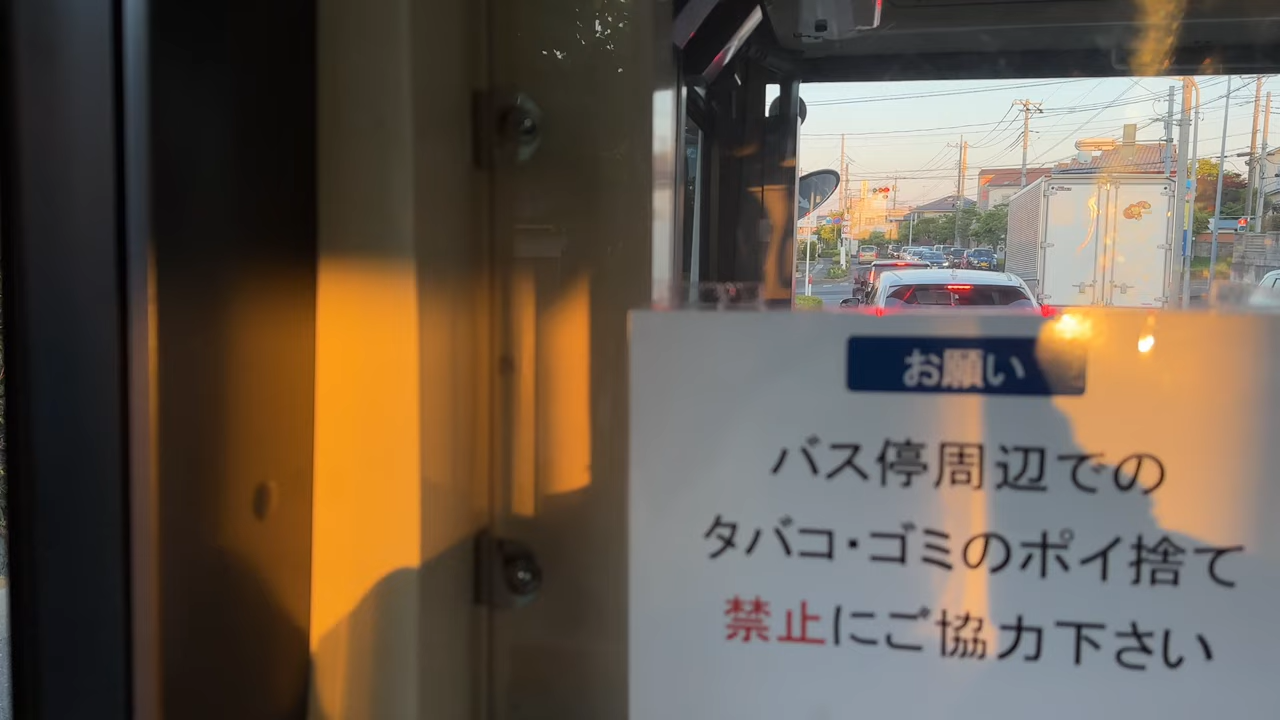 お願い
バス停周辺での
タバコ・ゴミのポイ捨て
禁止にご協力下さい